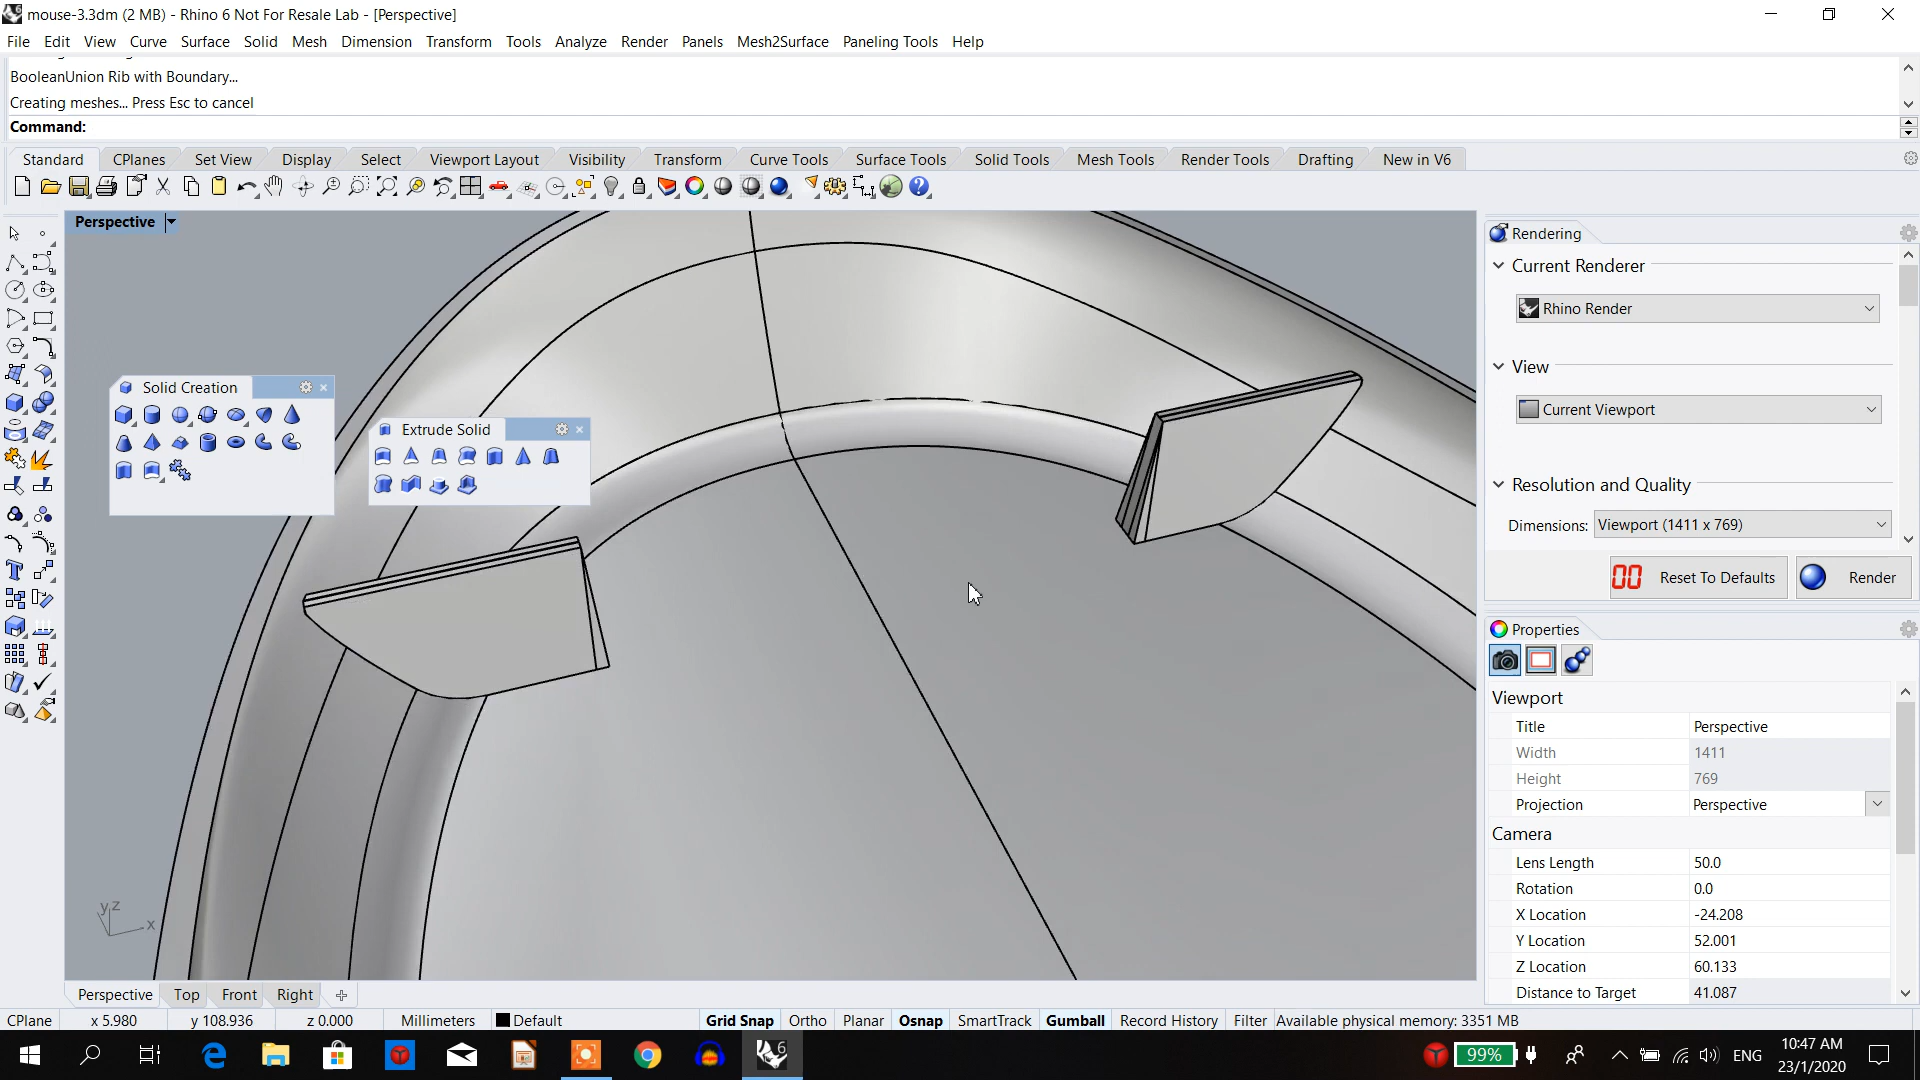 mouse-3.3dm (2 MB) - Rhino 6 Not For Resale Lab - [Perspective]
File Edit View Curve Surface Solid Mesh Dimension Transform Tools Analyze Render Panels Mesh2Surface Paneling Tools Help
BooleanUnion Rib with Boundary...
Creating meshes... Press Esc to cancel
Command:
Standard CPlanes Set View Display Select Viewport Layout Visibility Transform Curve Tools Surface Tools Solid Tools Mesh Tools Render Tools Drafting New in V6
Perspective
Solid Creation
Extrude Solid
Rendering
Current Renderer
Rhino Render
View
Current Viewport
Resolution and Quality
Dimensions: Viewport (1411 x 769)
00 Reset To Defaults Render
Properties
Viewport
Title Perspective
Width 1411
Height 769
Projection Perspective
Camera
Lens Length 50.0
Rotation 0.0
X Location -24.208
Y Location 52.001
Z Location 60.133
Distance to Target 41.087
y z x
Perspective Top Front Right
CPlane x 5.980 y 108.936 z 0.000 Millimeters Default Grid Snap Ortho Planar Osnap SmartTrack Gumball Record History Filter Available physical memory: 3351 MB
99% ENG 10:47 AM
23/1/2020